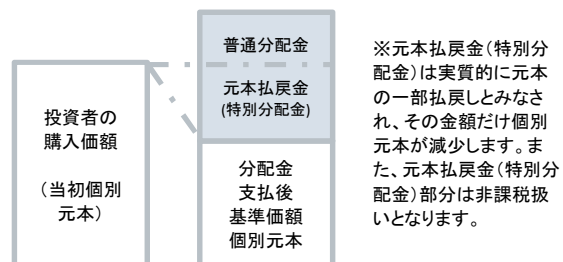 投資者の
購入価額
（当初個別
元本）
普通分配金
元本払戻金
(特別分配金)
分配金
支払後
基準価額
個別元本
※元本払戻金（特別分
配金）は実質的に元本
の一部払戻しとみなさ
れ、その金額だけ個別
元本が減少します。ま
た、元本払戻金（特別分
配金）部分は非課税扱
いとなります。